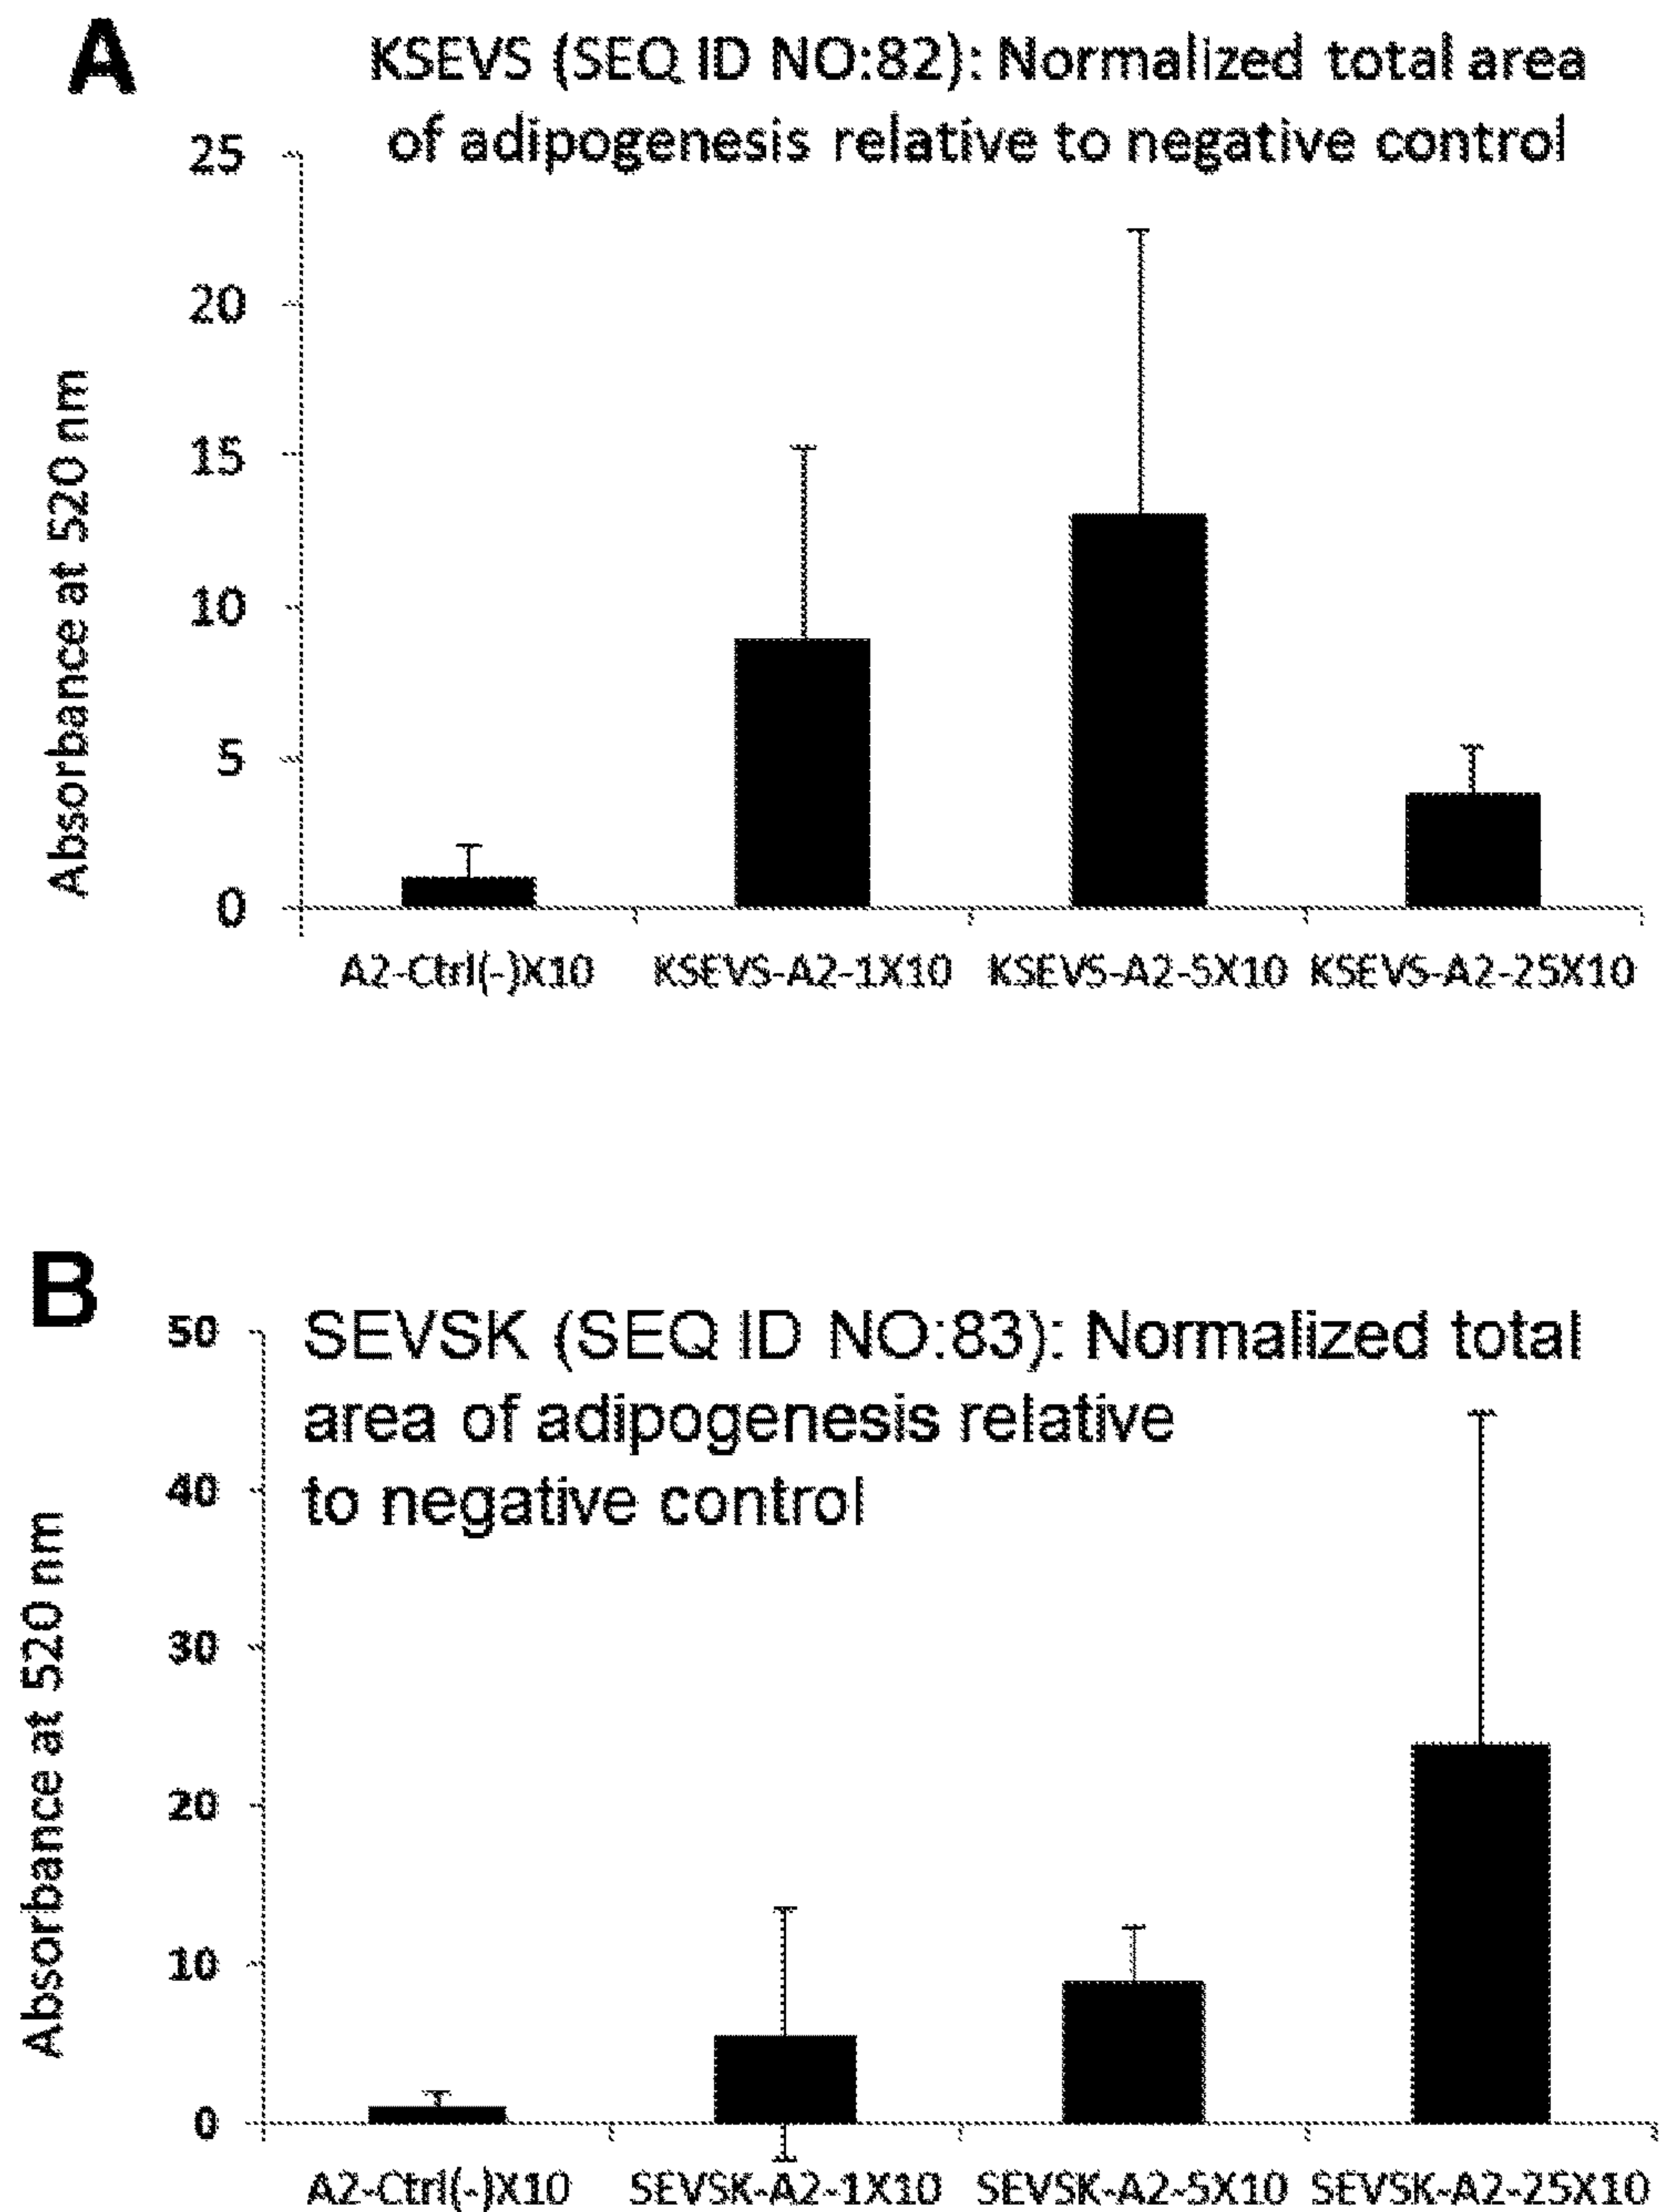 A
KSEVS (SEQ ID NO:82): Normalized total area
of adipogenesis relative to negative control
Absorbance at 520 nm
25
20
15
10
5
0
A2-Ctrl(-)X10 KSEVS-A2-1X10 KSEVS-A2-5X10 KSEVS-A2-25X10
B
SEVSK (SEQ ID NO:83): Normalized total
area of adipogenesis relative
to negative control
Absorbance at 520 nm
50
40
30
20
10
0
A2-Ctrl(-)X10 SEVSK-A2-1X10 SEVSK-A2-5X10 SEVSK-A2-25X10